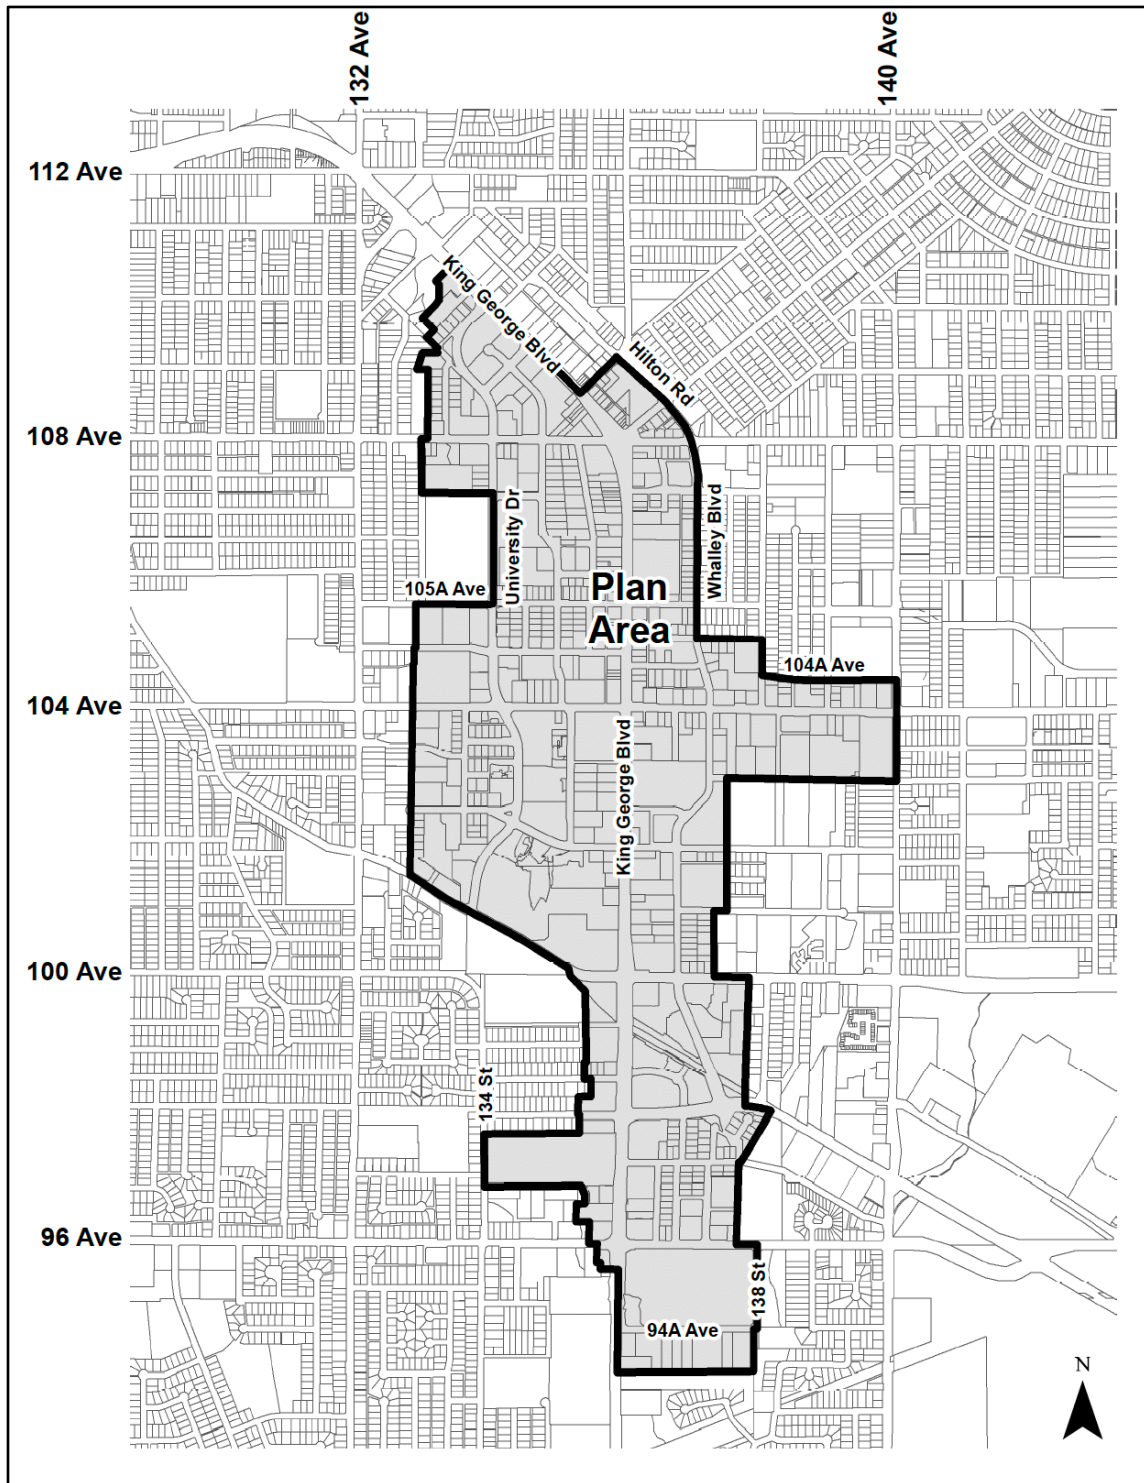 132 Ave
140 Ave
112 Ave
King George Blvd
Hilton Rd
108 Ave
University Dr
Whalley Blvd
Plan
Area
105A Ave
104A Ave
104 Ave
King George Blvd
100 Ave
134 St
96 Ave
138 St
94A Ave
N